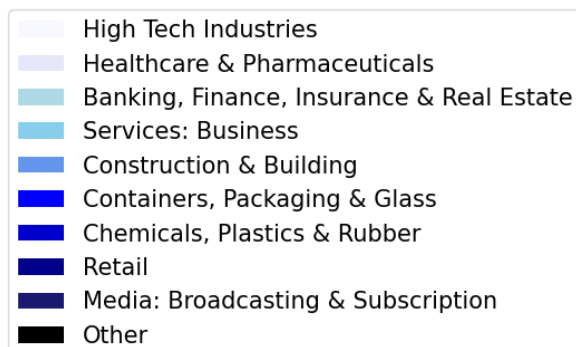 High Tech Industries
Healthcare & Pharmaceuticals
Banking, Finance, Insurance & Real Estate
Services: Business
Construction & Building
Containers, Packaging & Glass
Chemicals, Plastics & Rubber
Retail
Media: Broadcasting & Subscription
Other